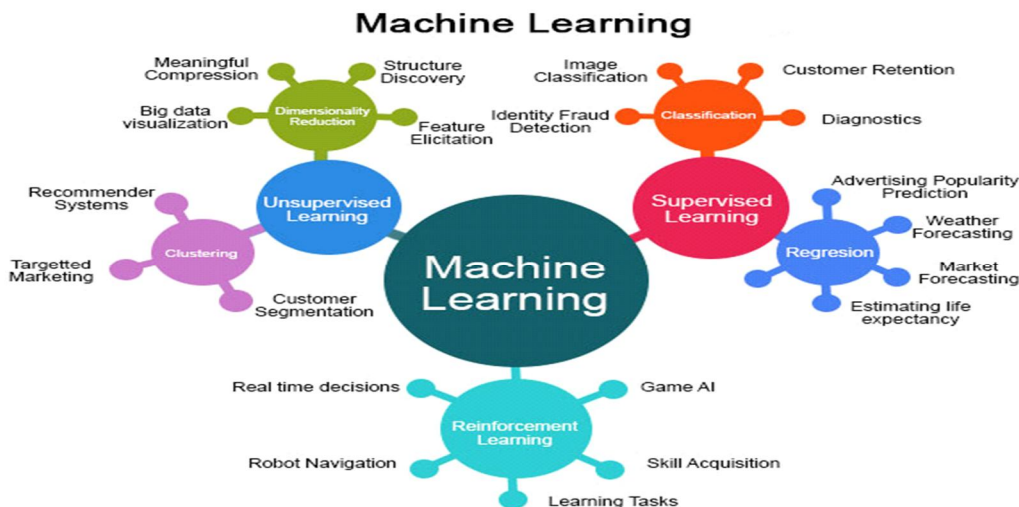 Machine Learning
Meaningful
Compression
Structure
Discovery
Big data
visualization
Dimensionality
Reduction
Feature
Elicitation
Image
Classification
Customer Retention
Identity Fraud
Detection
Classification
Diagnostics
Recommender
Systems
Unsupervised
Learning
Clustering
Targetted
Marketing
Customer
Segmentation
Supervised
Learning
Advertising Popularity
Prediction
Weather
Forecasting
Regresion
Market
Forecasting
Estimating life
expectancy
Machine
Learning
Real time decisions
Game AI
Reinforcement
Learning
Robot Navigation
Skill Acquisition
Learning Tasks